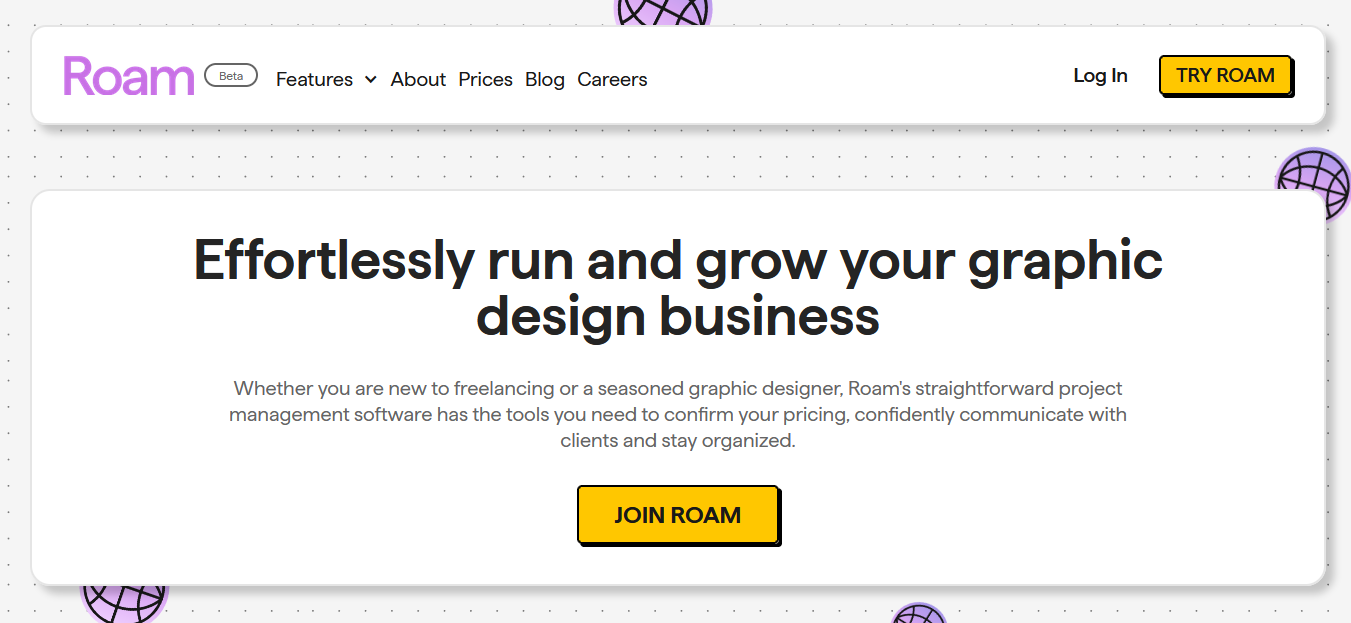 Roam Beta Features About Prices Blog Careers Log In TRY ROAM
Effortlessly run and grow your graphic
design business
Whether you are new to freelancing or a seasoned graphic designer, Roam's straightforward project
management software has the tools you need to confirm your pricing, confidently communicate with
clients and stay organized.
JOIN ROAM